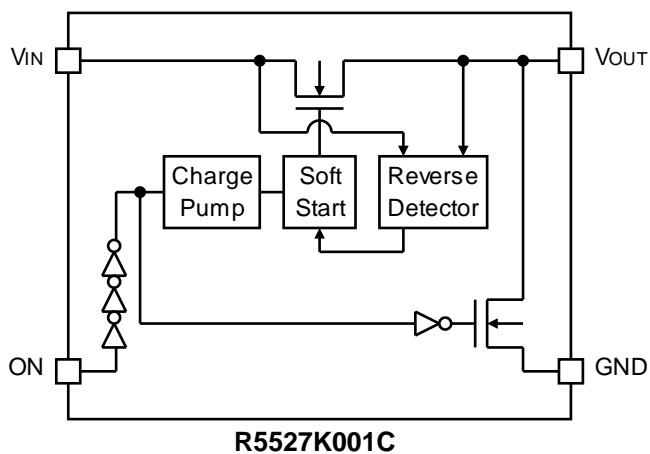 VIN
VOUT
Charge
Pump
Soft
Start
Reverse
Detector
ON
GND
R5527K001C